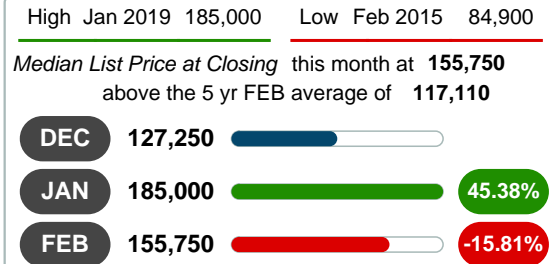 High Jan 2019 185,000 Low Feb 2015 84,900
Median List Price at Closing this month at 155,750
above the 5 yr FEB average of 117,110
DEC 127,250
JAN 185,000 45.38%
FEB 155,750 -15.81%